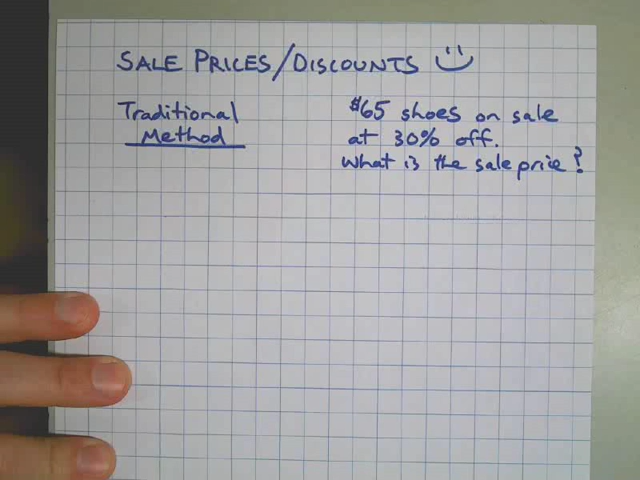 SALE PRICES/DISCOUNTS
Traditional
Method
$65 shoes on sale
at 30% off.
What is the sale price?